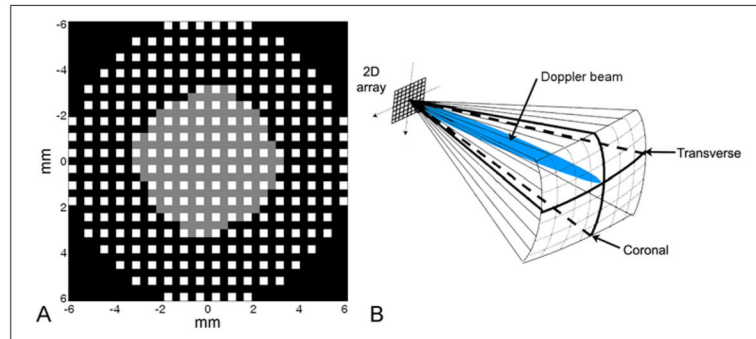 -6
-4
-2
0
2
4
6
mm
-6 -4 -2 0 2 4 6
mm
A
2D
array
Doppler beam
Transverse
Coronal
B